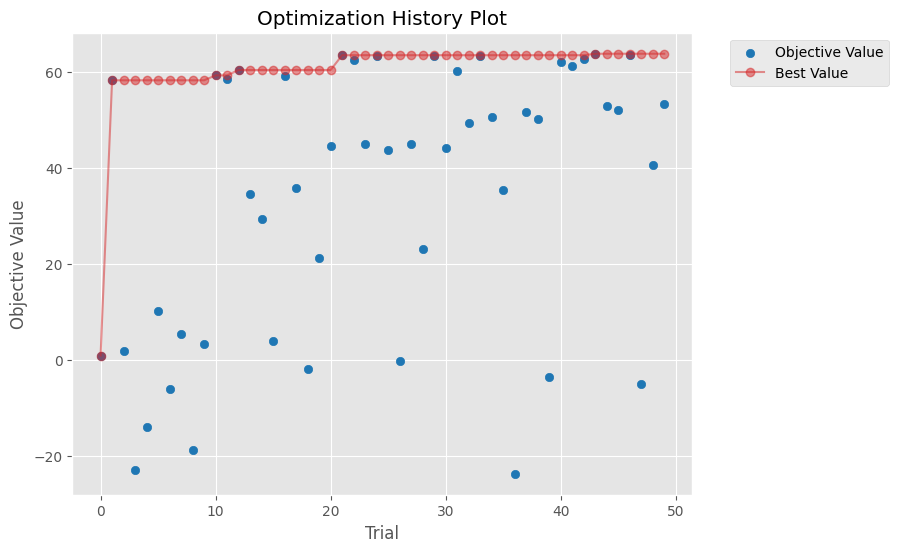 Optimization History Plot
Objective Value
Best Value
Objective Value
60
40
20
0
−20
0 10 20 30 40 50
Trial